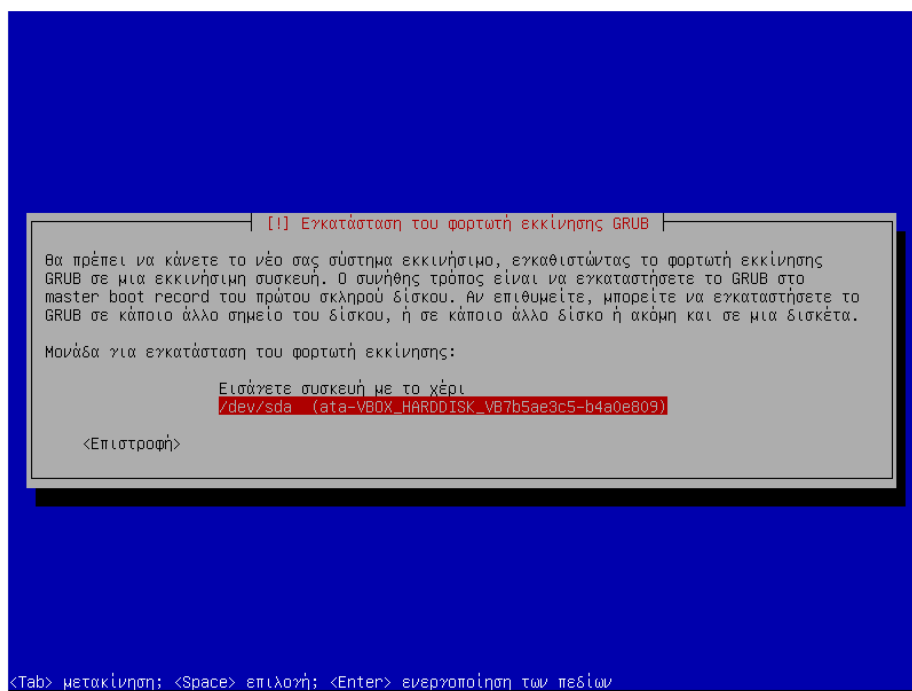 [!] Εγκατάσταση του φορτωτή εκκίνησης GRUB
Θα πρέπει να κάνετε το νέο σας σύστημα εκκινήσιμο, εγκαθιστώντας το φορτωτή εκκίνησης
GRUB σε μια εκκινήσιμη συσκευή. Ο συνήθης τρόπος είναι να εγκαταστήσετε το GRUB στο
master boot record του πρώτου σκληρού δίσκου. Αν επιθυμείτε, μπορείτε να εγκαταστήσετε το
GRUB σε κάποιο άλλο σημείο του δίσκου, ή σε κάποιο άλλο δίσκο ή ακόμη και σε μια δισκέτα.
Μονάδα για εγκατάσταση του φορτωτή εκκίνησης:
Εισάγετε συσκευή με το χέρι
/dev/sda (ata-VBOX_HARDDISK_VB7b5ae3c5-b4a0e809)
<Επιστροφή>
<Tab> μετακίνηση; <Space> επιλογή; <Enter> ενεργοποίηση των πεδίων